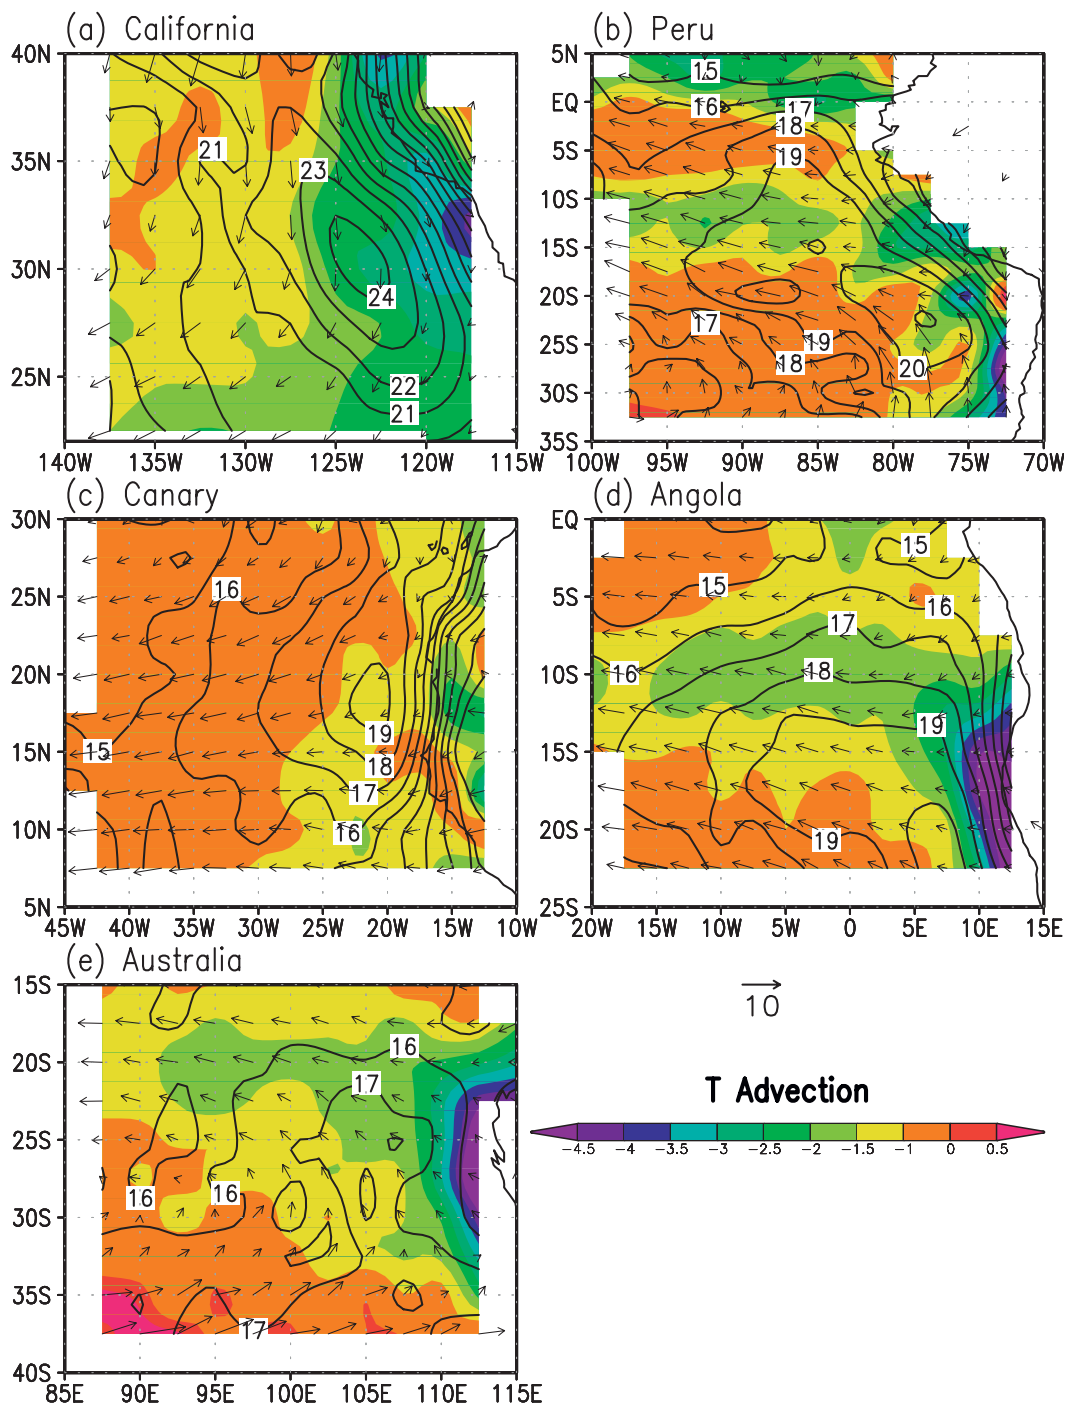 (a) California
40N
35N
30N
25N
21
23
24
22
21
140W 135W 130W 125W 120W 115W
(b) Peru
5N
EQ
5S
10S
15S
20S
25S
30S
35S
15
16
17
18
19
17
19
18
20
100W 95W 90W 85W 80W 75W 70W
(c) Canary
30N
25N
20N
15N
10N
5N
16
15
19
18
17
16
45W 40W 35W 30W 25W 20W 15W 10W
(d) Angola
EQ
5S
10S
15S
20S
25S
15
15
16
17
16
18
19
19
20W 15W 10W 5W 0 5E 10E 15E
(e) Australia
15S
20S
25S
30S
35S
40S
16
17
16
16
17
85E 90E 95E 100E 105E 110E 115E
10
T Advection
−4.5 −4 −3.5 −3 −2.5 −2 −1.5 −1 0 0.5